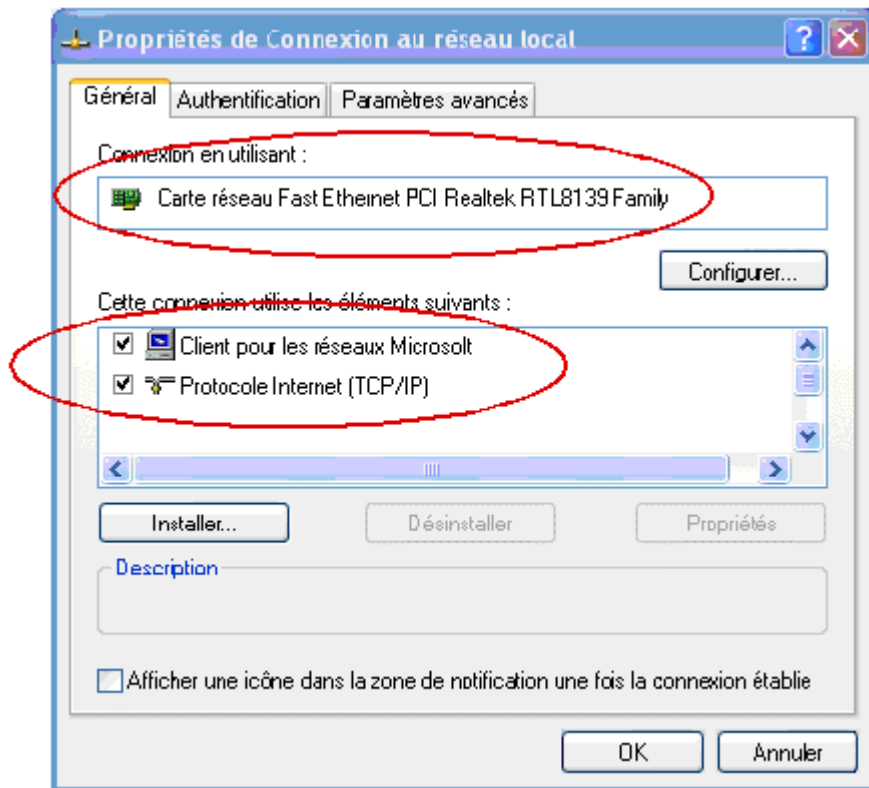 Propriétés de Connexion au réseau local
?
Général Authentification Paramètres avancés
Connexion en utilisant :
Carte réseau Fast Ethernet PCI Realtek RTL8139 Family
Configurer...
Cette connexion utilise les éléments suivants :
Client pour les réseaux Microsolt
Protocole Internet (TCP/IP)
Installer... Désinstaller Propriétés
Description
Afficher une icône dans la zone de notification une fois la connexion établie
OK Annuler